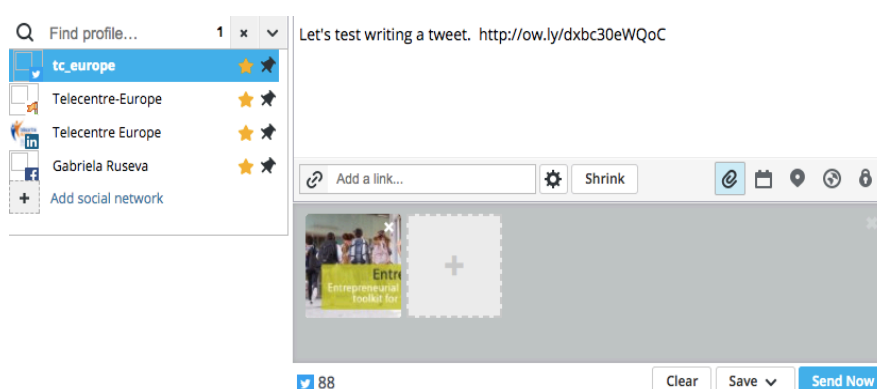 Find profile... 1
tc_europe
Telecentre-Europe
Telecentre Europe
Gabriela Ruseva
Add social network
Let's test writing a tweet. http://ow.ly/dxbc30eWQoC
Add a link...
Shrink
Entre
Entrepreneurial
toolkit for
88
Clear
Save
Send Now